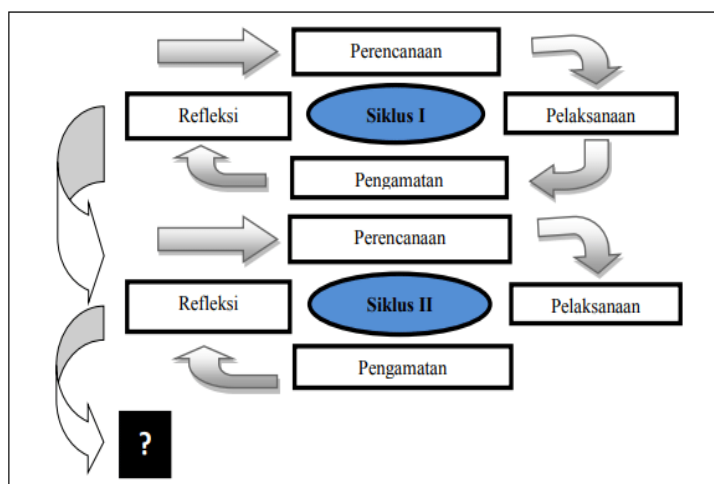 Perencanaan
Refleksi
Siklus I
Pelaksanaan
Pengamatan
Perencanaan
Refleksi
Siklus II
Pelaksanaan
Pengamatan
?